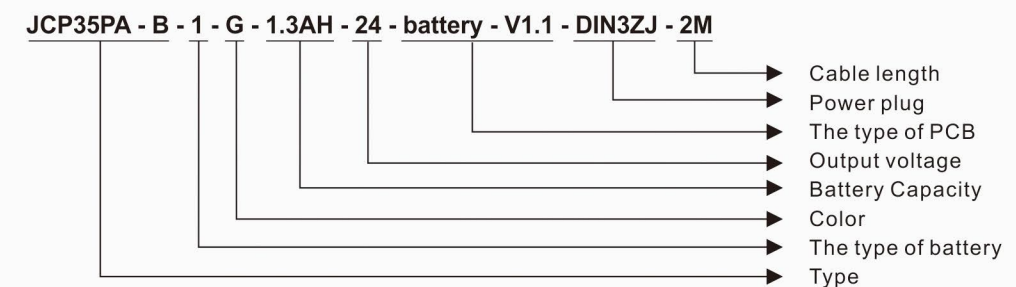 JCP35PA - B - 1 - G - 1.3AH - 24 - battery - V1.1 - DIN3ZJ - 2M
Cable length
Power plug
The type of PCB
Output voltage
Battery Capacity
Color
The type of battery
Type